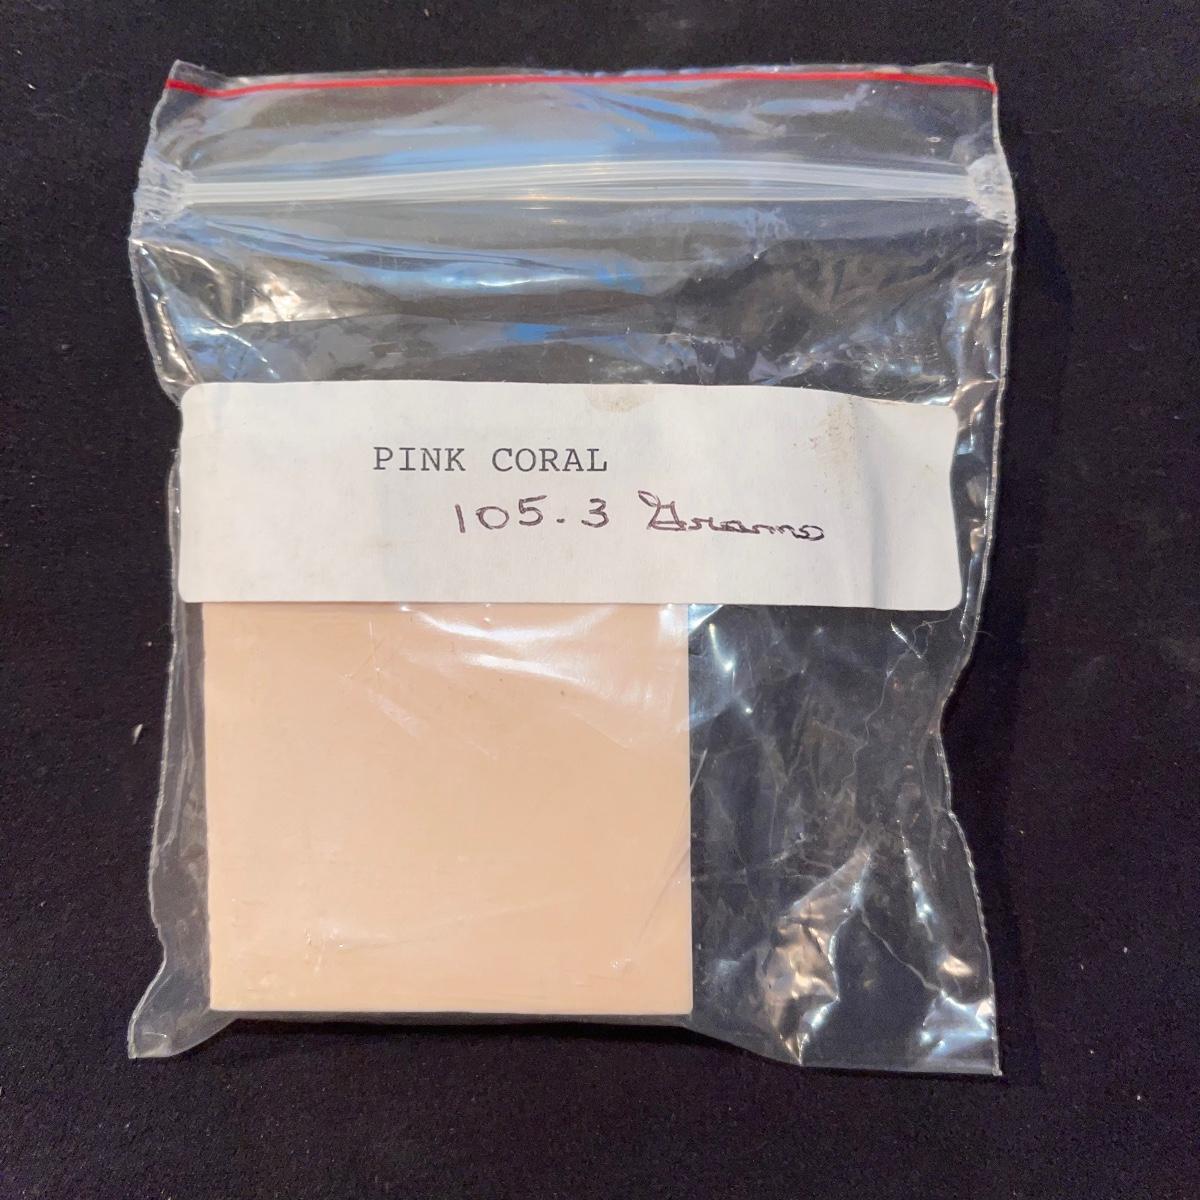 PINK CORAL
105.3 Grams